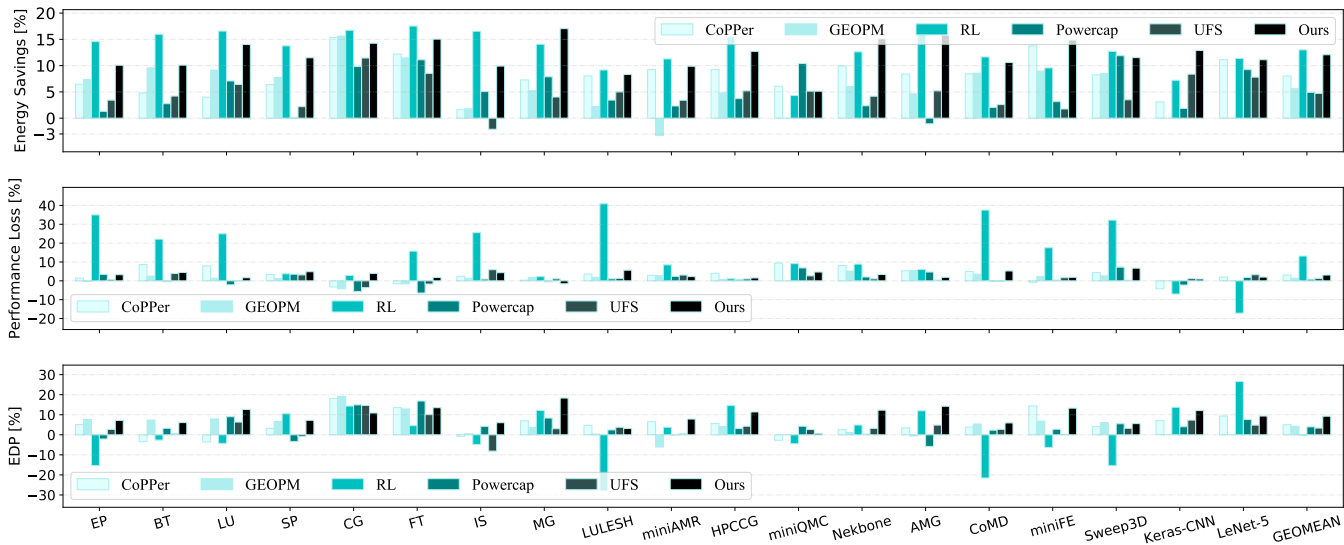 Energy Savings [%]
20
15
10
5
0
−3
CoPPer GEOPM RL Powercap UFS Ours
Performance Loss [%]
40
30
20
10
0
−10
−20
CoPPer GEOPM RL Powercap UFS Ours
EDP [%]
30
20
10
0
−10
−20
−30
CoPPer GEOPM RL Powercap UFS Ours
EP BT LU SP CG FT IS MG LULESH miniAMR HPCCG miniQMC Nekbone AMG CoMD miniFE Sweep3D Keras-CNN LeNet-5 GEOMEAN